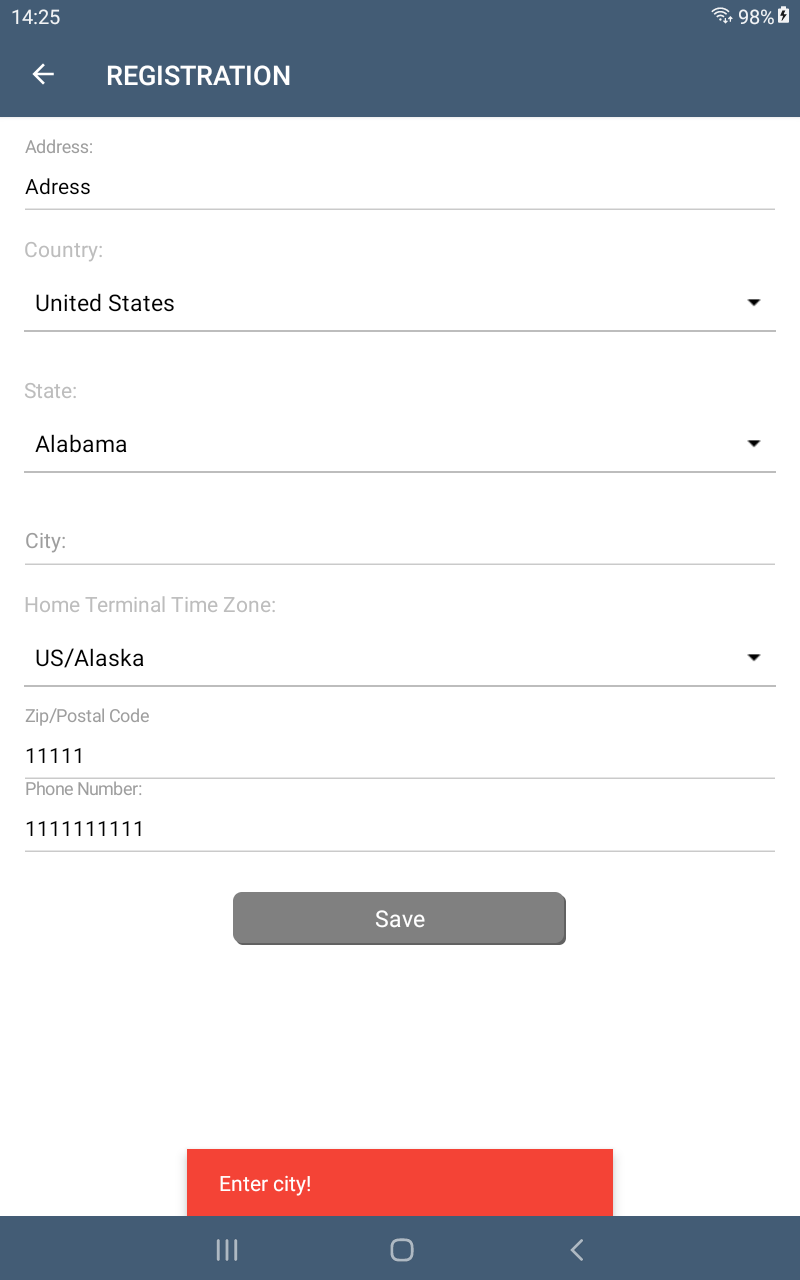 14:25 98%
REGISTRATION
Address:
Adress
Country:
United States
State:
Alabama
City:
Home Terminal Time Zone:
US/Alaska
Zip/Postal Code
11111
Phone Number:
1111111111
Save
Enter city!